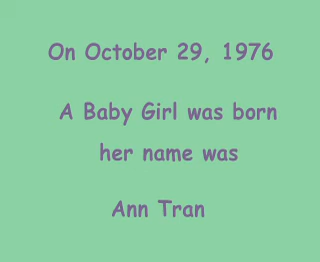 On October 29, 1976
A Baby Girl was born
her name was
Ann Tran